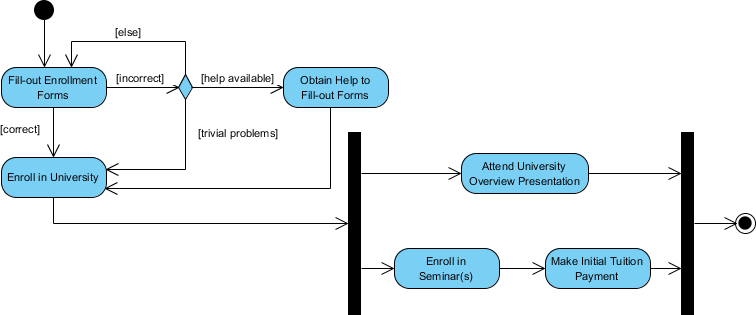 [else]
Fill-out Enrollment
Forms
[incorrect]
[help available]
Obtain Help to
Fill-out Forms
[correct]
[trivial problems]
Enroll in University
Attend University
Overview Presentation
Enroll in
Seminar(s)
Make Initial Tuition
Payment